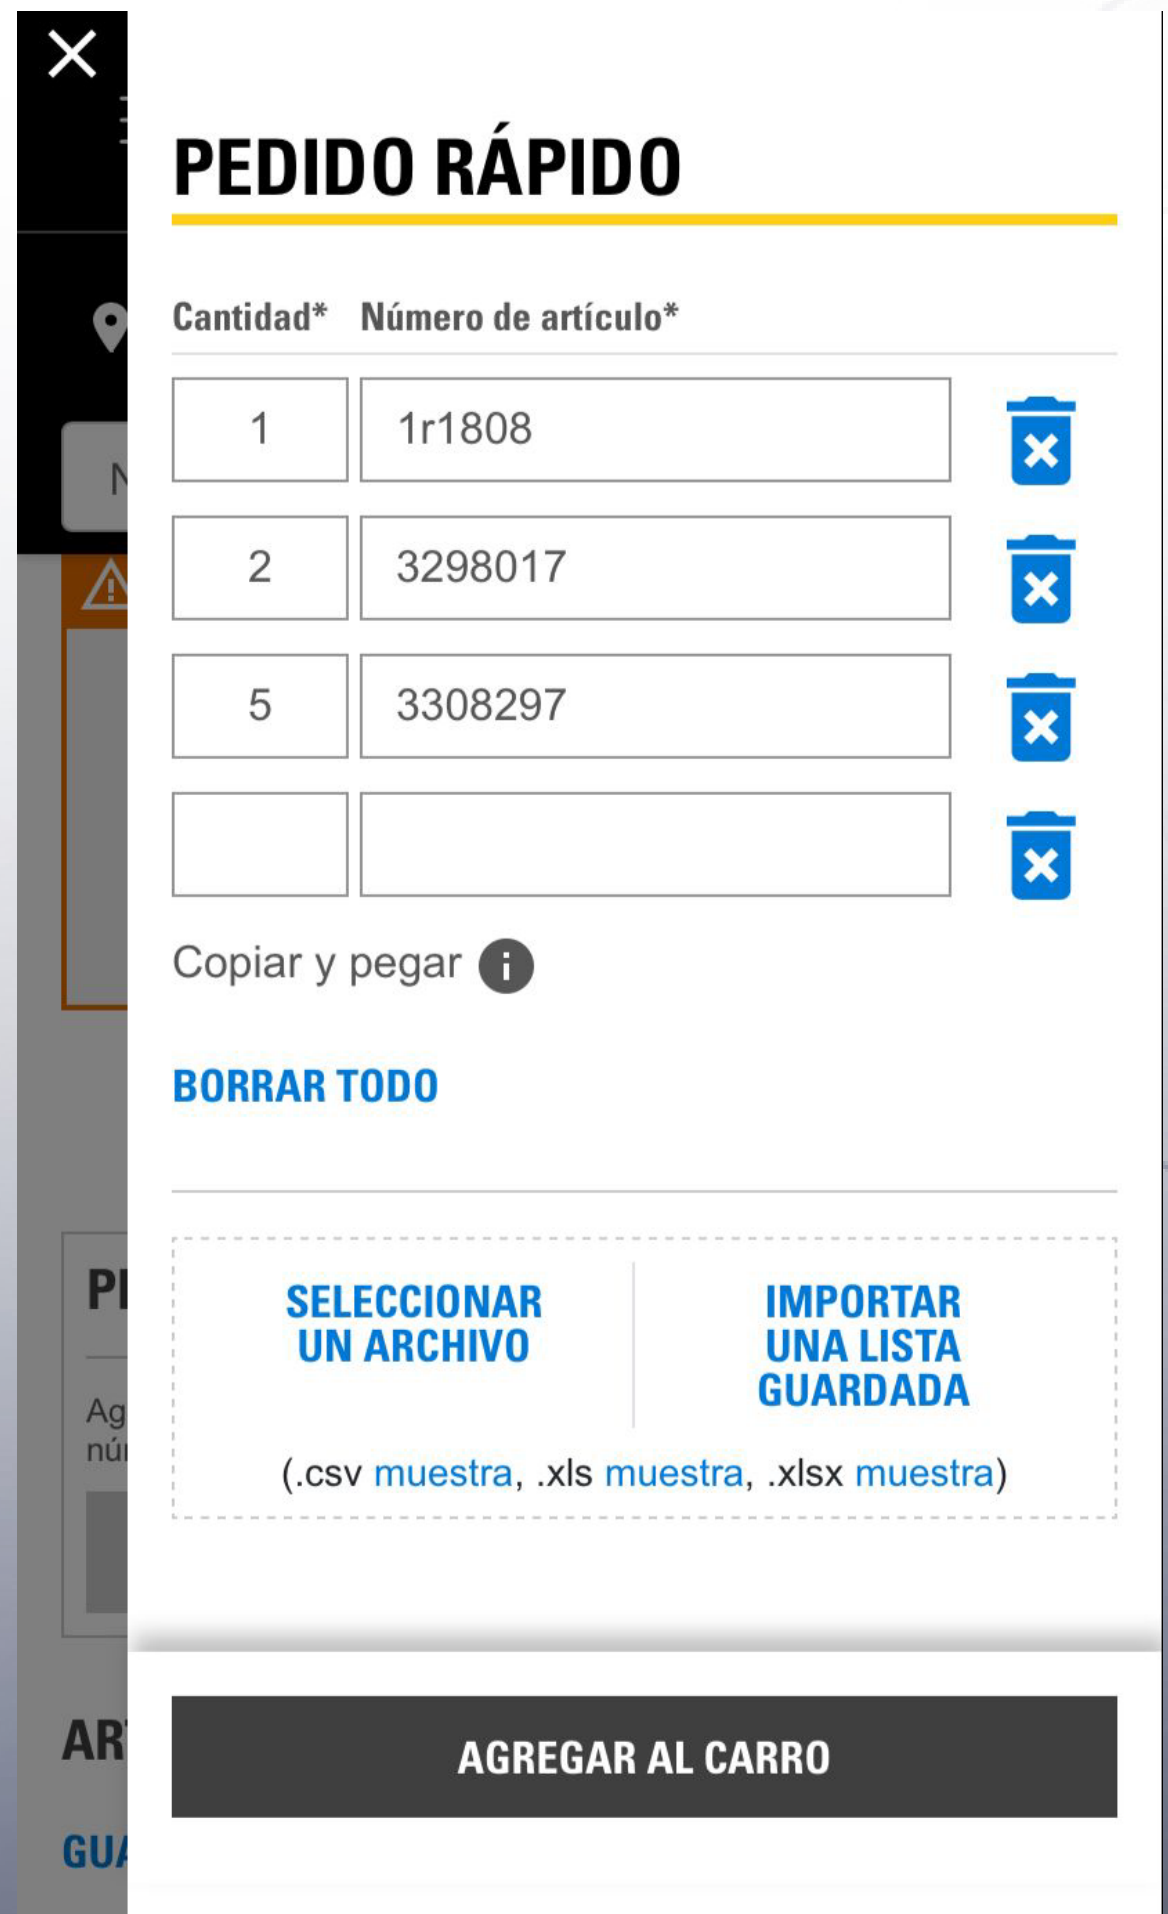 PEDIDO RÁPIDO
Cantidad* Número de artículo*
1 1r1808
2 3298017
5 3308297
Copiar y pegar i
BORRAR TODO
SELECCIONAR
UN ARCHIVO
IMPORTAR
UNA LISTA
GUARDADA
(.csv muestra, .xls muestra, .xlsx muestra)
AGREGAR AL CARRO